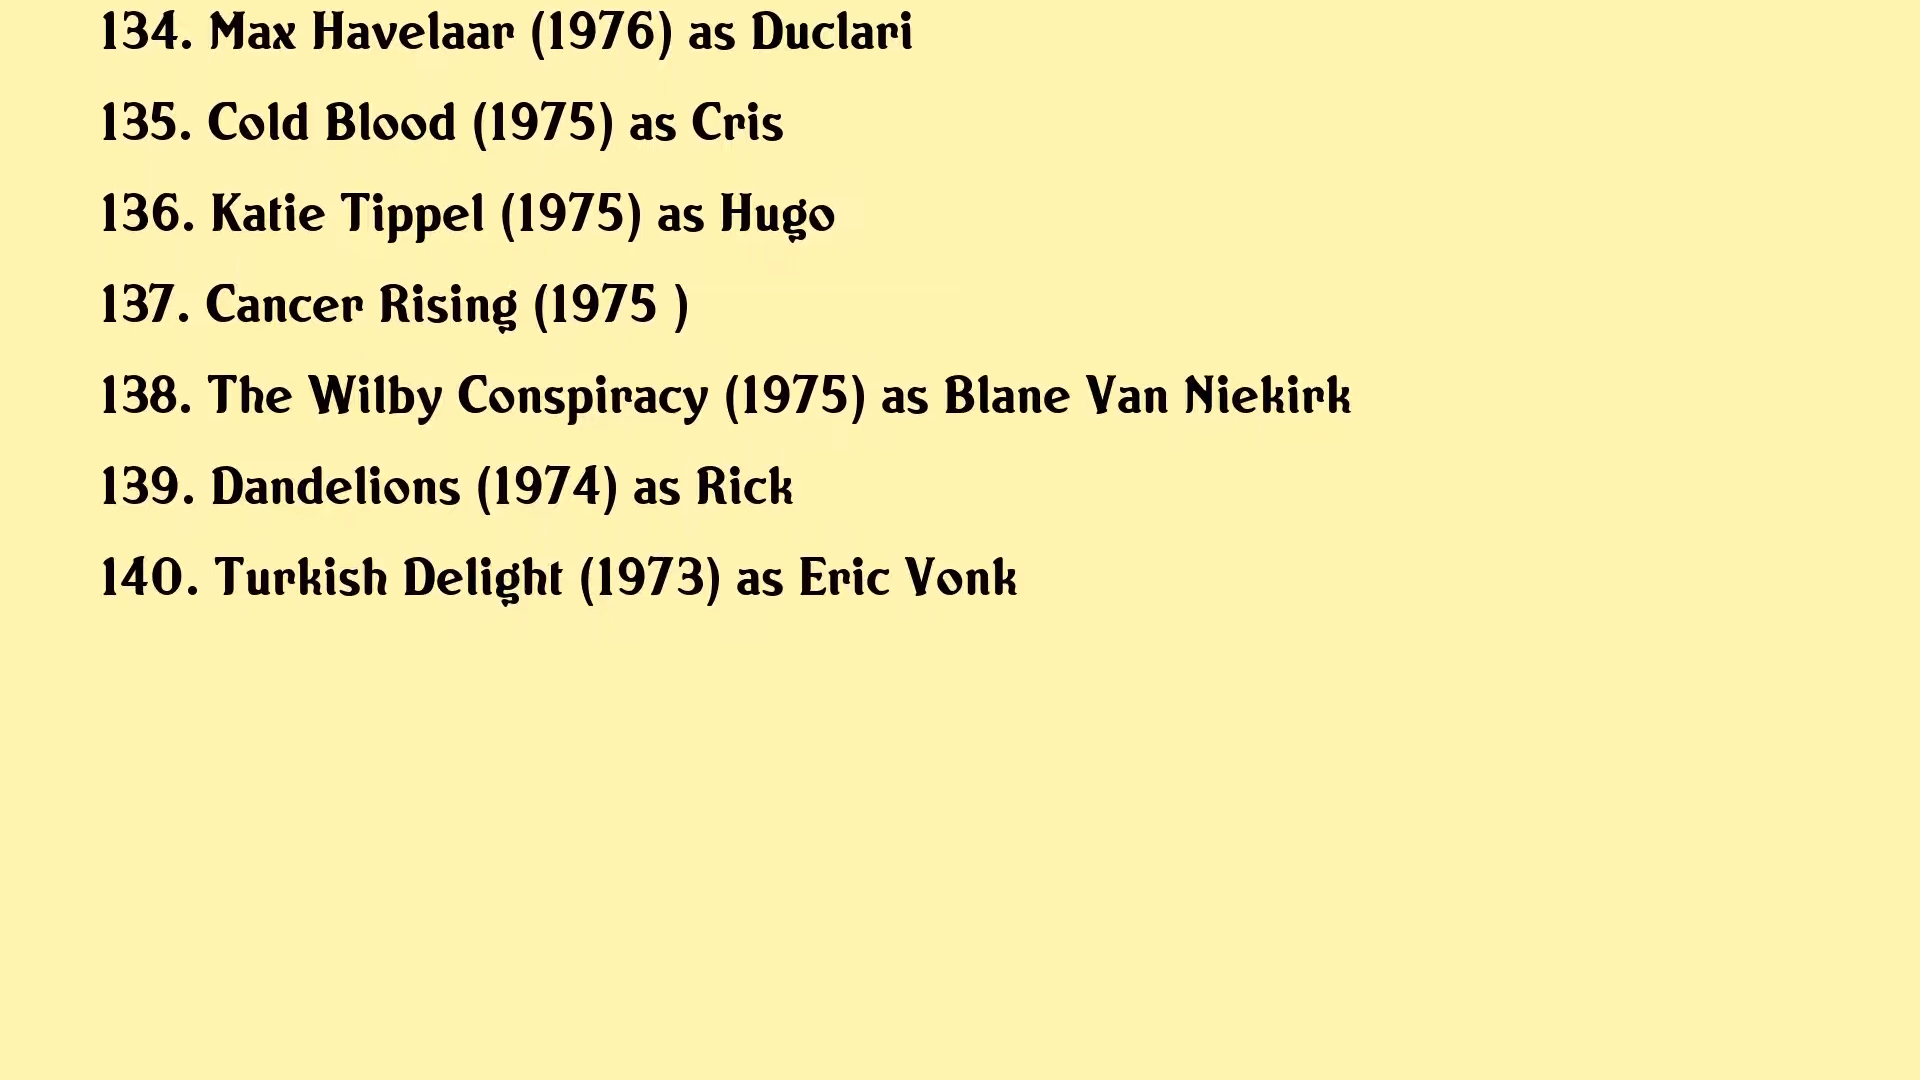 134. Max Havelaar (1976) as Duclari
135. Cold Blood (1975) as Cris
136. Katie Tippel (1975) as Hugo
137. Cancer Rising (1975 )
138. The Wilby Conspiracy (1975) as Blane Van Niekirk
139. Dandelions (1974) as Rick
140. Turkish Delight (1973) as Eric Vonk